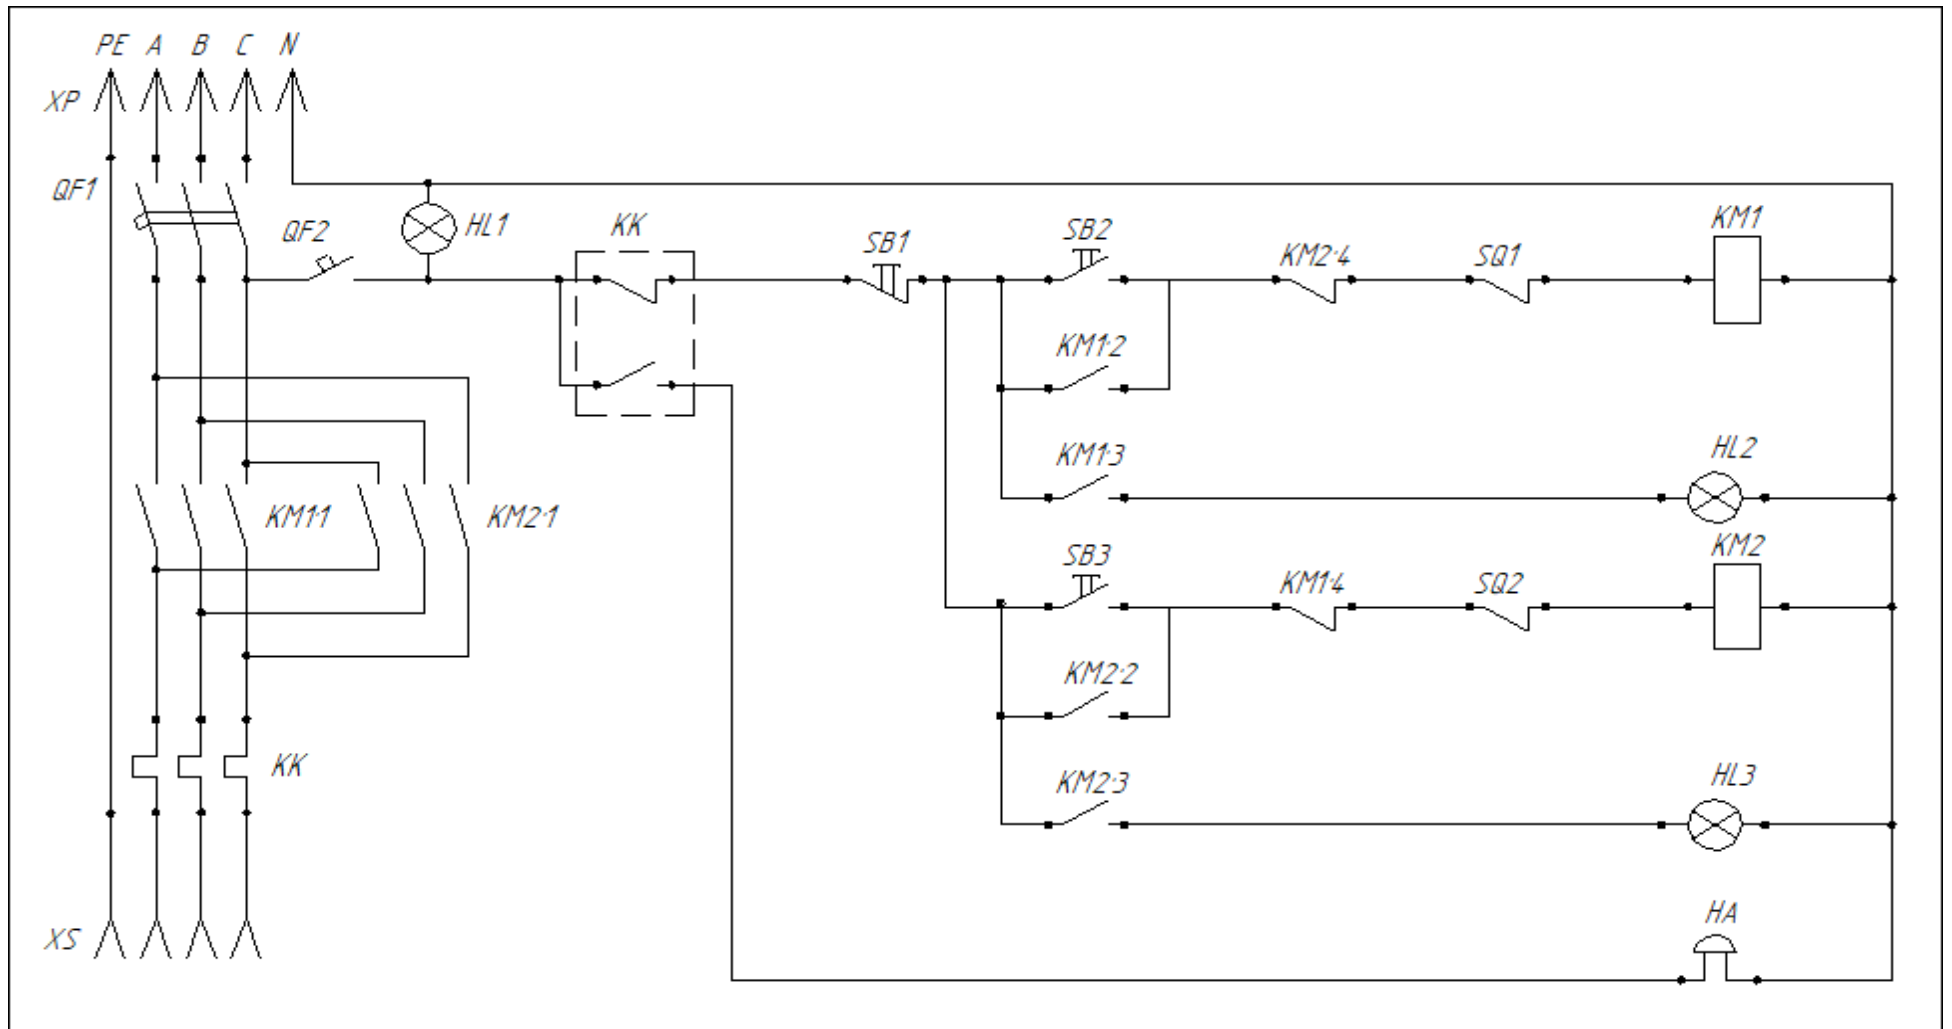 PE A B C N
XP
QF1
QF2
HL1
KK
SB1
SB2
KM2·4
SQ1
KM1
KM1·2
KM1·3
HL2
KM1·1
KM2·1
SB3
KM1·4
SQ2
KM2
KM2·2
KK
KM2·3
HL3
XS
HA